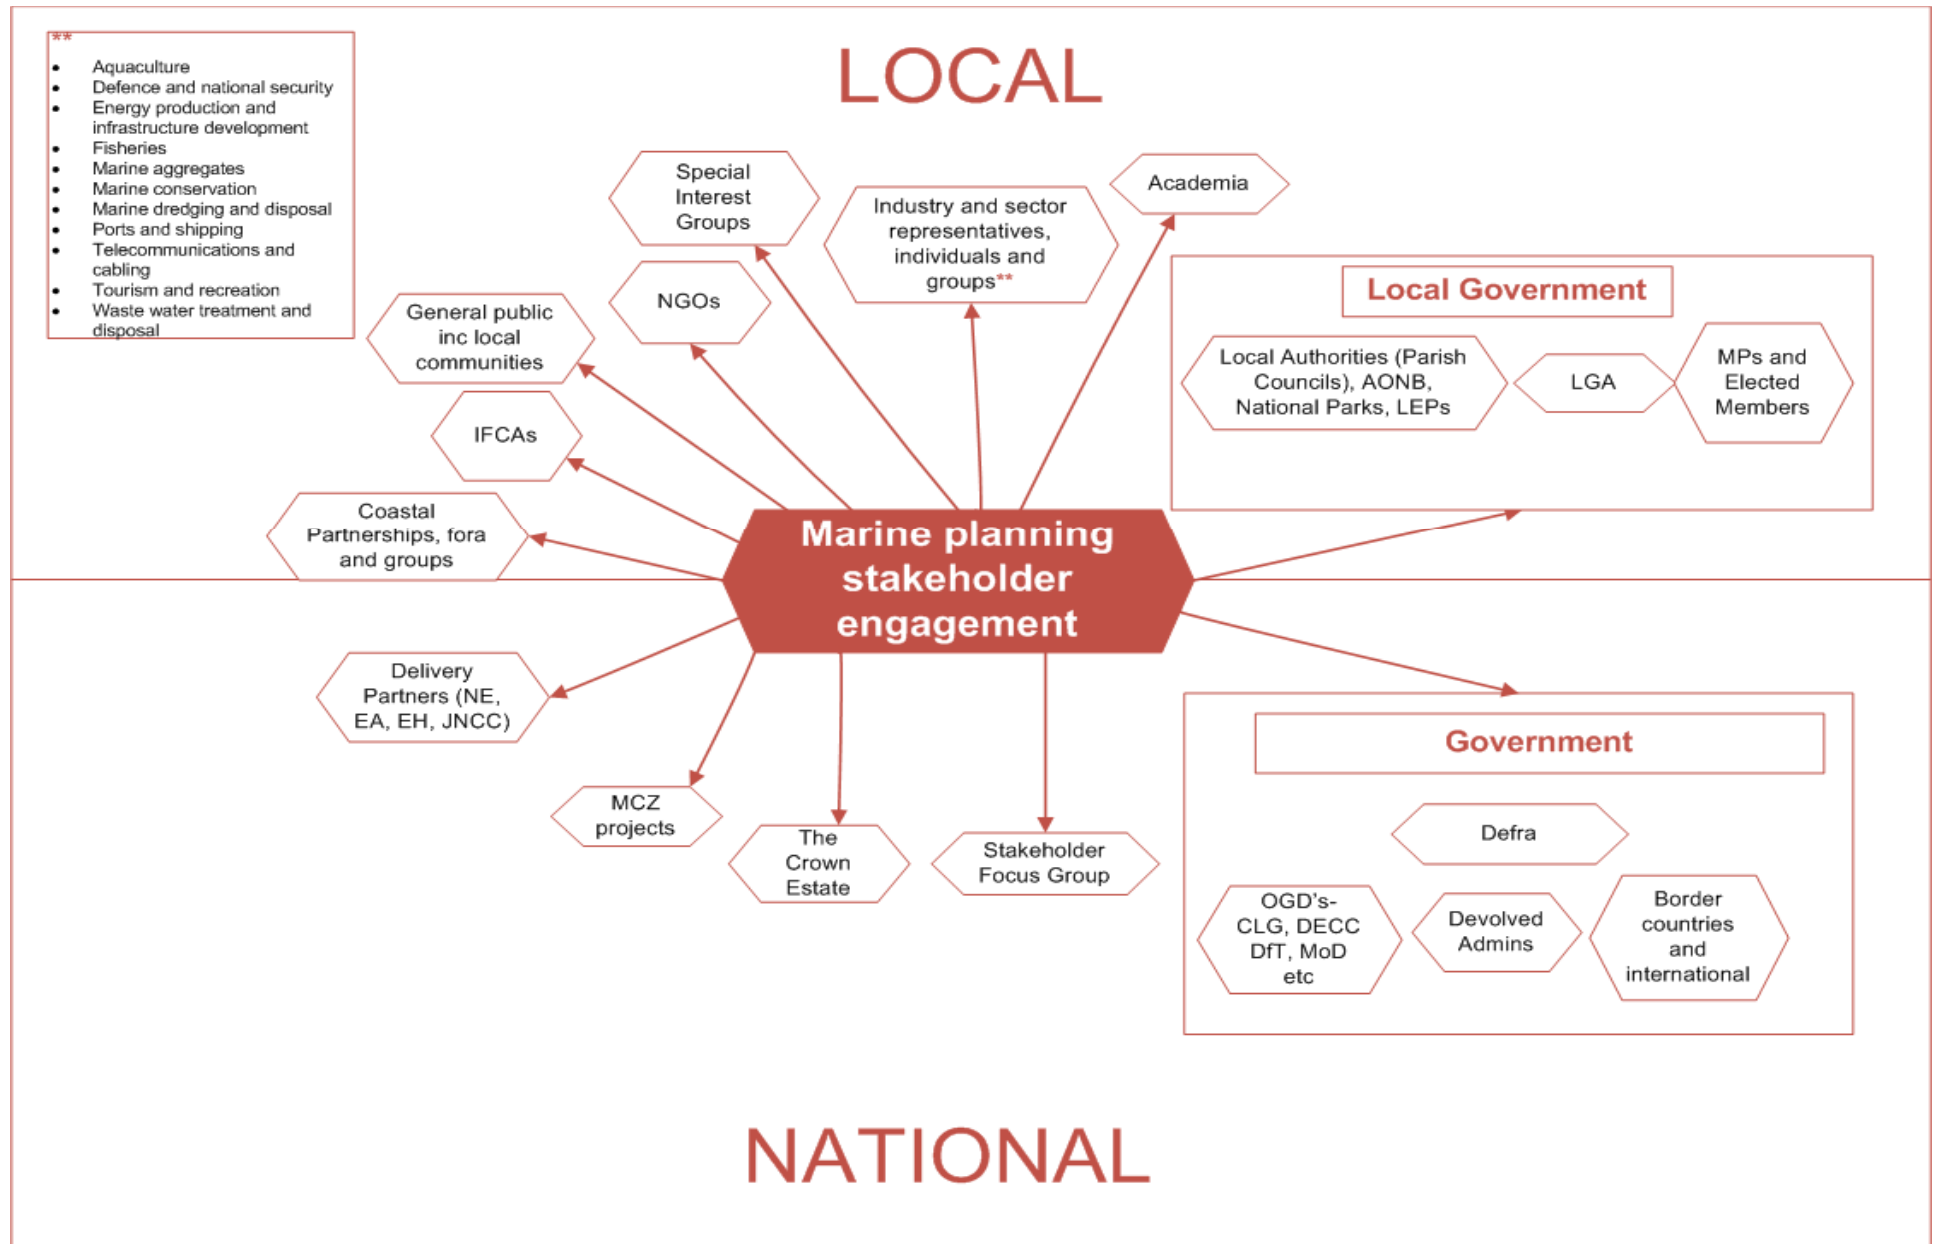 **
• Aquaculture
• Defence and national security
• Energy production and
infrastructure development
• Fisheries
• Marine aggregates
• Marine conservation
• Marine dredging and disposal
• Ports and shipping
• Telecommunications and
cabling
• Tourism and recreation
• Waste water treatment and
disposal
LOCAL
Special
Interest
Groups
Industry and sector
representatives,
individuals and
groups**
Academia
NGOs
General public
inc local
communities
IFCAs
Coastal
Partnerships, fora
and groups
Local Government
Local Authorities (Parish
Councils), AONB,
National Parks, LEPs
LGA
MPs and
Elected
Members
Marine planning
stakeholder
engagement
Delivery
Partners (NE,
EA, EH, JNCC)
MCZ
projects
The
Crown
Estate
Stakeholder
Focus Group
Government
Defra
OGD's-
CLG, DECC
DfT, MoD
etc
Devolved
Admins
Border
countries
and
international
NATIONAL